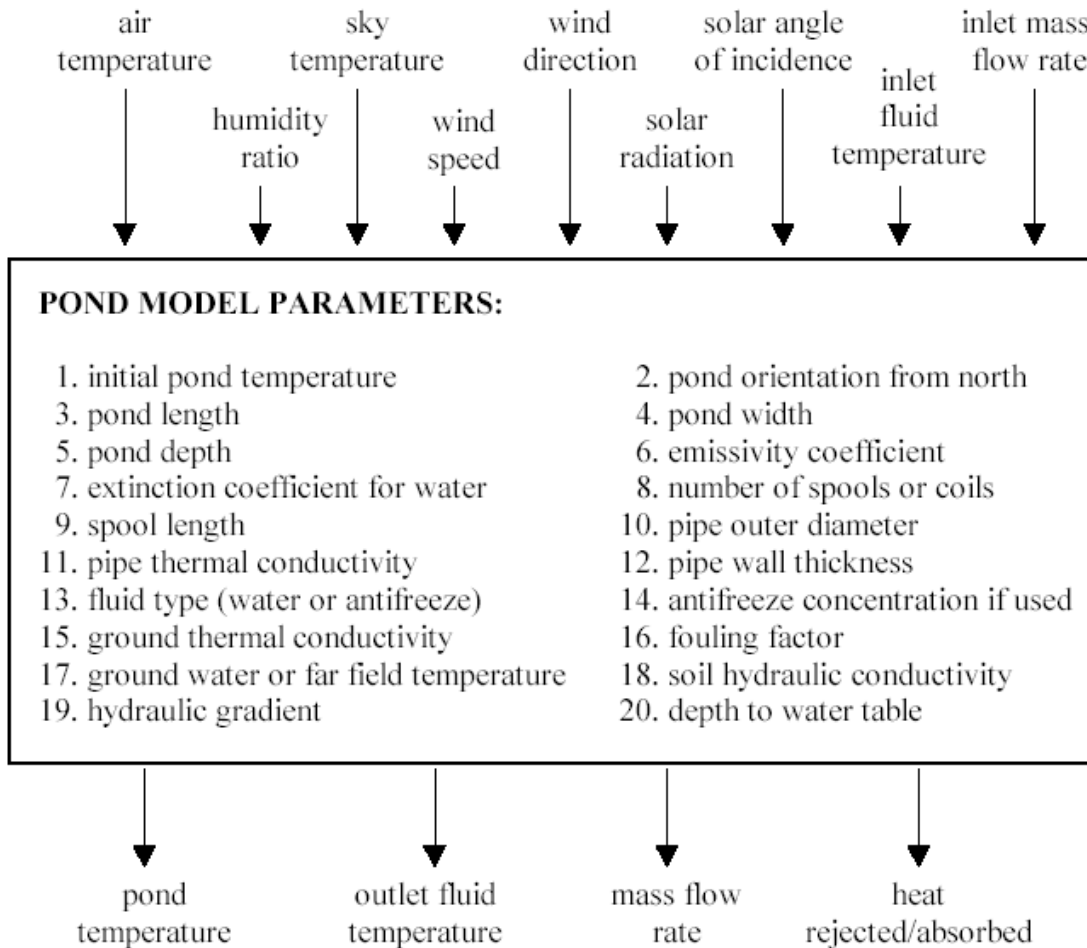 air
temperature
sky
temperature
wind
direction
solar angle
of incidence
inlet mass
flow rate
humidity
ratio
wind
speed
solar
radiation
inlet
fluid
temperature
POND MODEL PARAMETERS:
1. initial pond temperature
2. pond orientation from north
3. pond length
4. pond width
5. pond depth
6. emissivity coefficient
7. extinction coefficient for water
8. number of spools or coils
9. spool length
10. pipe outer diameter
11. pipe thermal conductivity
12. pipe wall thickness
13. fluid type (water or antifreeze)
14. antifreeze concentration if used
15. ground thermal conductivity
16. fouling factor
17. ground water or far field temperature
18. soil hydraulic conductivity
19. hydraulic gradient
20. depth to water table
pond
temperature
outlet fluid
temperature
mass flow
rate
heat
rejected/absorbed